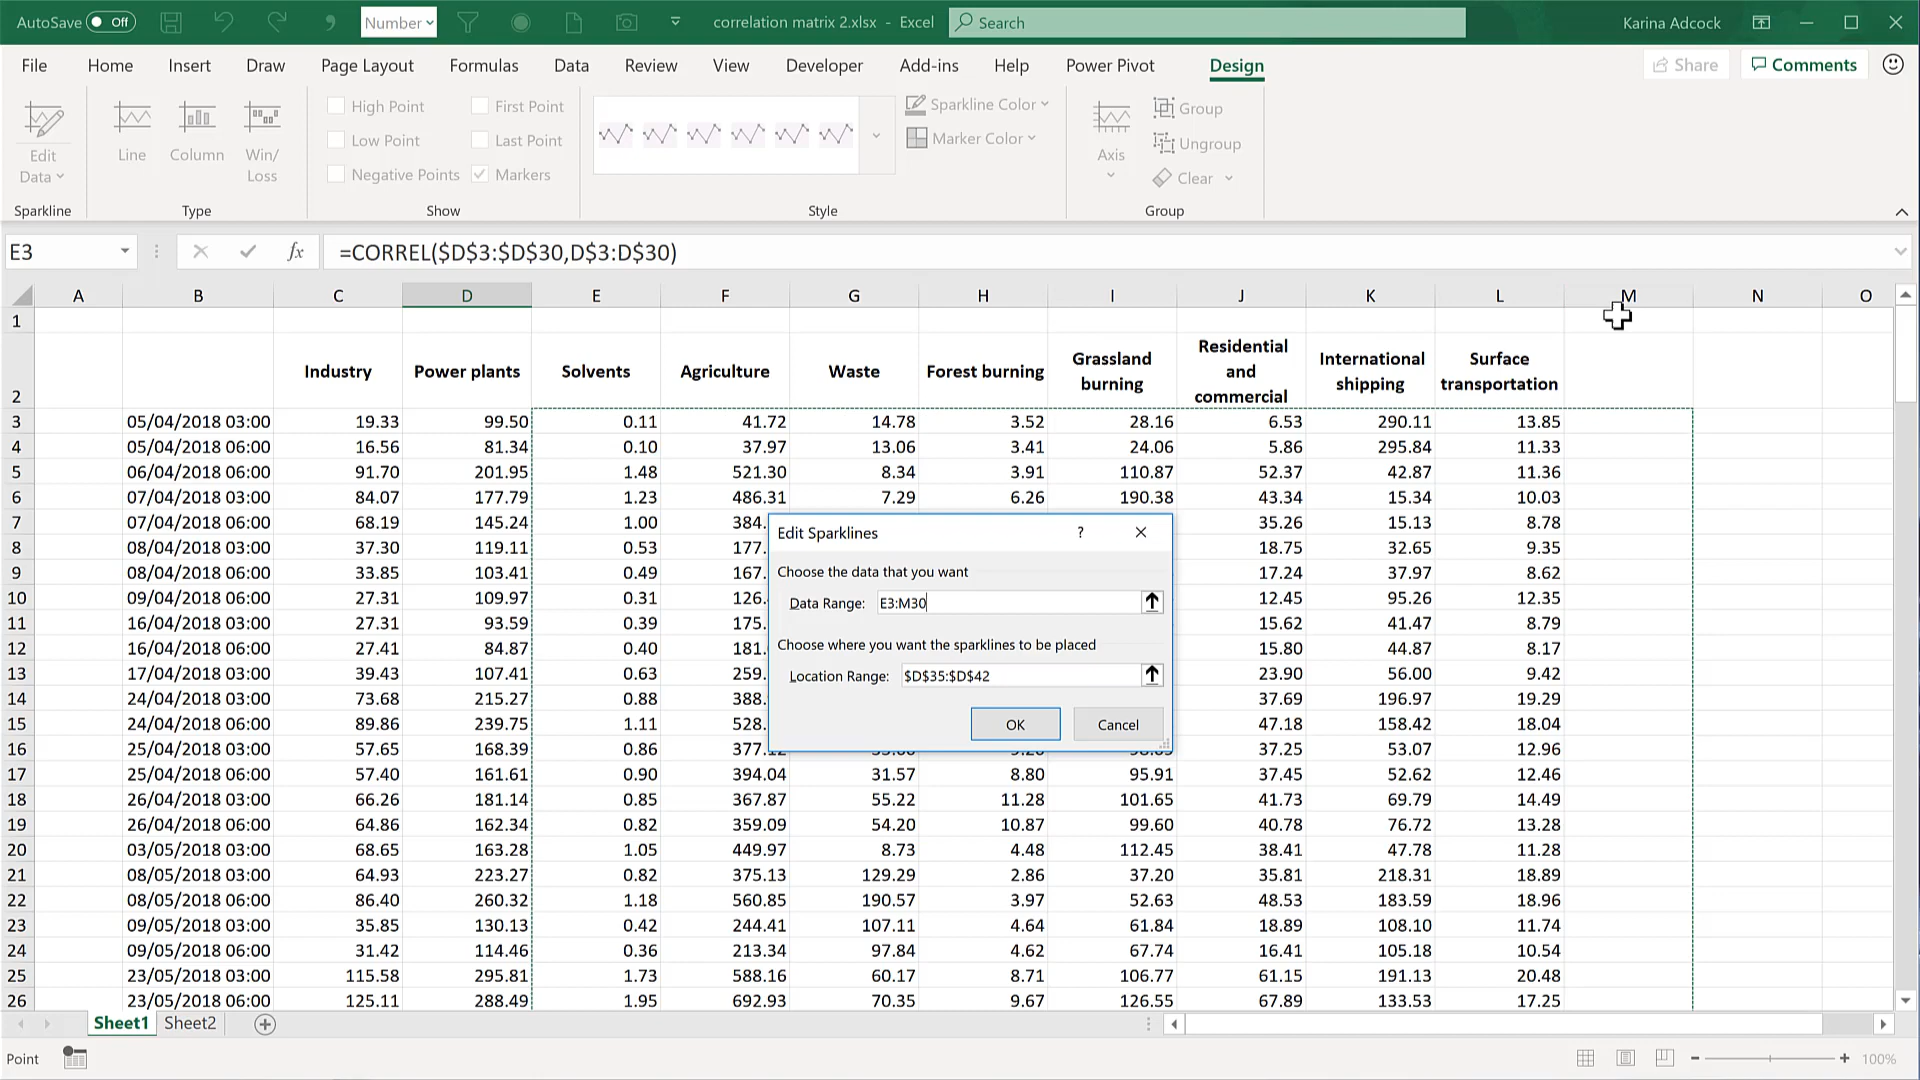 AutoSave Off Number correlation matrix 2.xlsx - Excel Search Karina Adcock
File Home Insert Draw Page Layout Formulas Data Review View Developer Add-ins Help Power Pivot Design Share Comments
Edit Data
Sparkline
Line Column Win/ Loss
Type
High Point First Point
Low Point Last Point
Negative Points Markers
Show
Style
Sparkline Color
Marker Color
Axis
Group
Ungroup
Clear
Group
E3 fx =CORREL($D$3:$D$30,D$3:D$30)
A B C D E F G H I J K L M N O
1
2 Industry Power plants Solvents Agriculture Waste Forest burning Grassland burning Residential and commercial International shipping Surface transportation
3 05/04/2018 03:00 19.33 99.50 0.11 41.72 14.78 3.52 28.16 6.53 290.11 13.85
4 05/04/2018 06:00 16.56 81.34 0.10 37.97 13.06 3.41 24.06 5.86 295.84 11.33
5 06/04/2018 03:00 91.70 201.95 1.48 521.30 8.34 3.91 110.87 52.37 42.87 11.36
6 07/04/2018 03:00 84.07 177.79 1.23 486.31 7.29 6.26 190.38 43.34 15.34 10.03
7 07/04/2018 06:00 68.19 145.24 1.00 384. 35.26 15.13 8.78
8 08/04/2018 03:00 37.30 119.11 0.53 177. 18.75 32.65 9.35
9 08/04/2018 06:00 33.85 103.41 0.49 167. 17.24 37.97 8.62
10 09/04/2018 06:00 27.31 109.97 0.31 126. 12.45 95.26 12.35
11 16/04/2018 03:00 27.31 93.59 0.39 175. 15.62 41.47 8.79
12 16/04/2018 06:00 27.41 84.87 0.40 181. 15.80 44.87 8.17
13 17/04/2018 06:00 39.43 107.41 0.63 259. 23.90 56.00 9.42
14 24/04/2018 03:00 73.68 215.27 0.88 388. 37.69 196.97 19.29
15 24/04/2018 06:00 89.86 239.75 1.11 528. 47.18 158.42 18.04
16 25/04/2018 03:00 57.65 168.39 0.86 377.12 37.25 53.07 12.96
17 25/04/2018 06:00 57.40 161.61 0.90 394.04 31.57 8.80 95.91 37.45 52.62 12.46
18 26/04/2018 03:00 66.26 181.14 0.85 367.87 55.22 11.28 101.65 41.73 69.79 14.49
19 26/04/2018 06:00 64.86 162.34 0.82 359.09 54.20 10.87 99.60 40.78 76.72 13.28
20 03/05/2018 06:00 68.65 163.28 1.05 449.97 8.73 4.48 112.45 38.41 47.78 11.28
21 08/05/2018 03:00 64.93 223.27 0.82 375.13 129.29 2.86 37.20 35.81 218.31 18.89
22 08/05/2018 06:00 86.40 260.32 1.18 560.85 190.57 3.97 52.63 48.53 183.59 18.96
23 09/05/2018 03:00 35.85 130.13 0.42 244.41 107.11 4.64 61.84 18.89 108.10 11.74
24 09/05/2018 06:00 31.42 114.46 0.36 213.34 97.84 4.62 67.74 16.41 105.18 10.54
25 23/05/2018 03:00 115.58 295.81 1.73 588.16 60.17 8.71 106.77 61.15 191.13 20.48
26 23/05/2018 06:00 125.11 288.49 1.95 692.93 70.35 9.67 126.55 67.89 133.53 17.25
Edit Sparklines ?
Choose the data that you want
Data Range: E3:M30
Choose where you want the sparklines to be placed
Location Range: $D$35:$D$42
OK Cancel
Sheet1 Sheet2
Point 100%